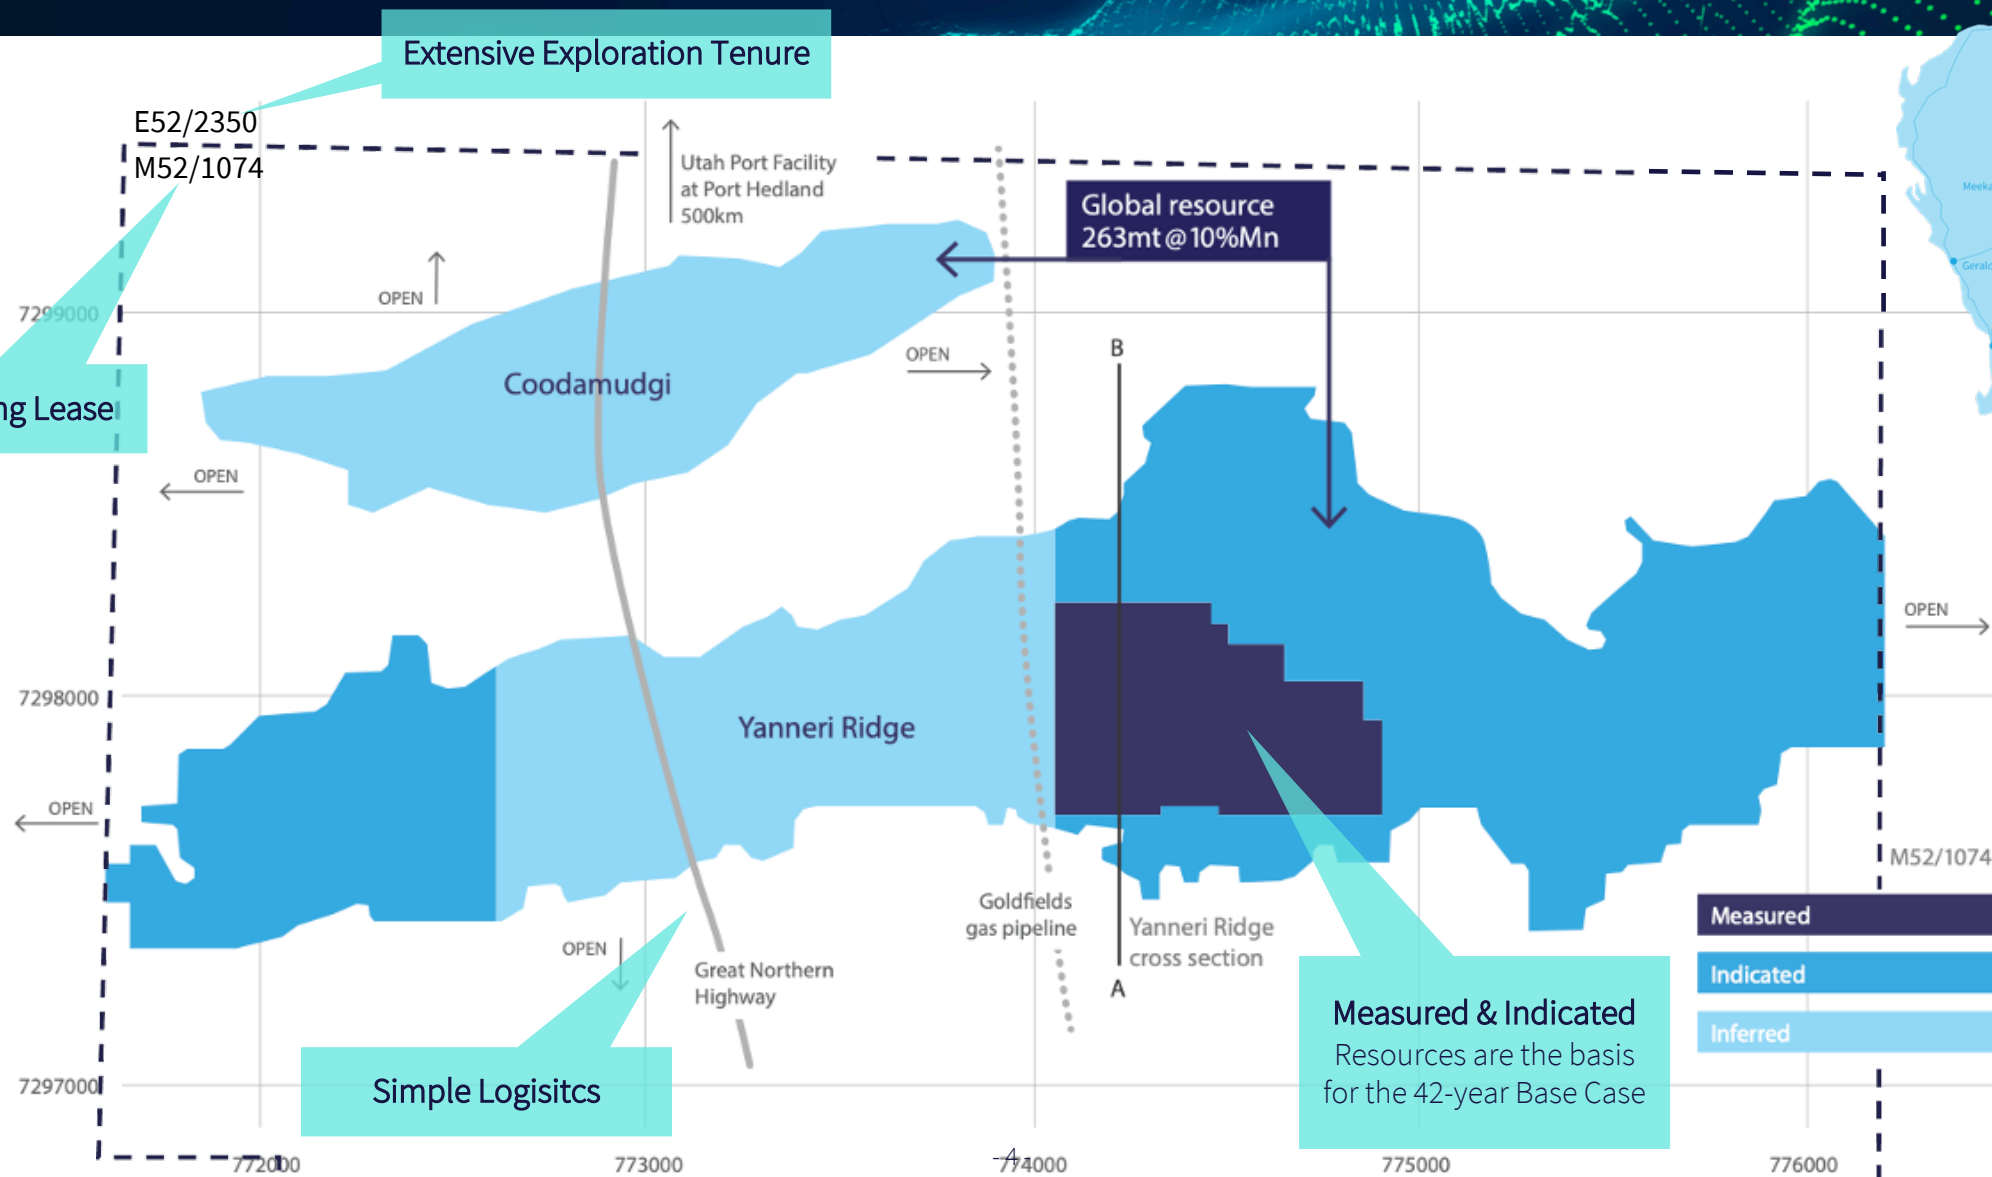 Extensive Exploration Tenure
E52/2350
M52/1074
Utah Port Facility
at Port Hedland
500km
Global resource
263mt@10%Mn
OPEN
7299000
OPEN
B
Coodamudgi
ng Lease
OPEN
OPEN
7298000
Yanneri Ridge
OPEN
M52/1074
Goldfields
gas pipeline
Yanneri Ridge
cross section
Measured
OPEN
Great Northern
Highway
A
Indicated
Measured & Indicated
Resources are the basis
for the 42-year Base Case
Inferred
7297000
Simple Logisitcs
772000
773000
- 4 -
774000
775000
776000
Meeka
Gerald